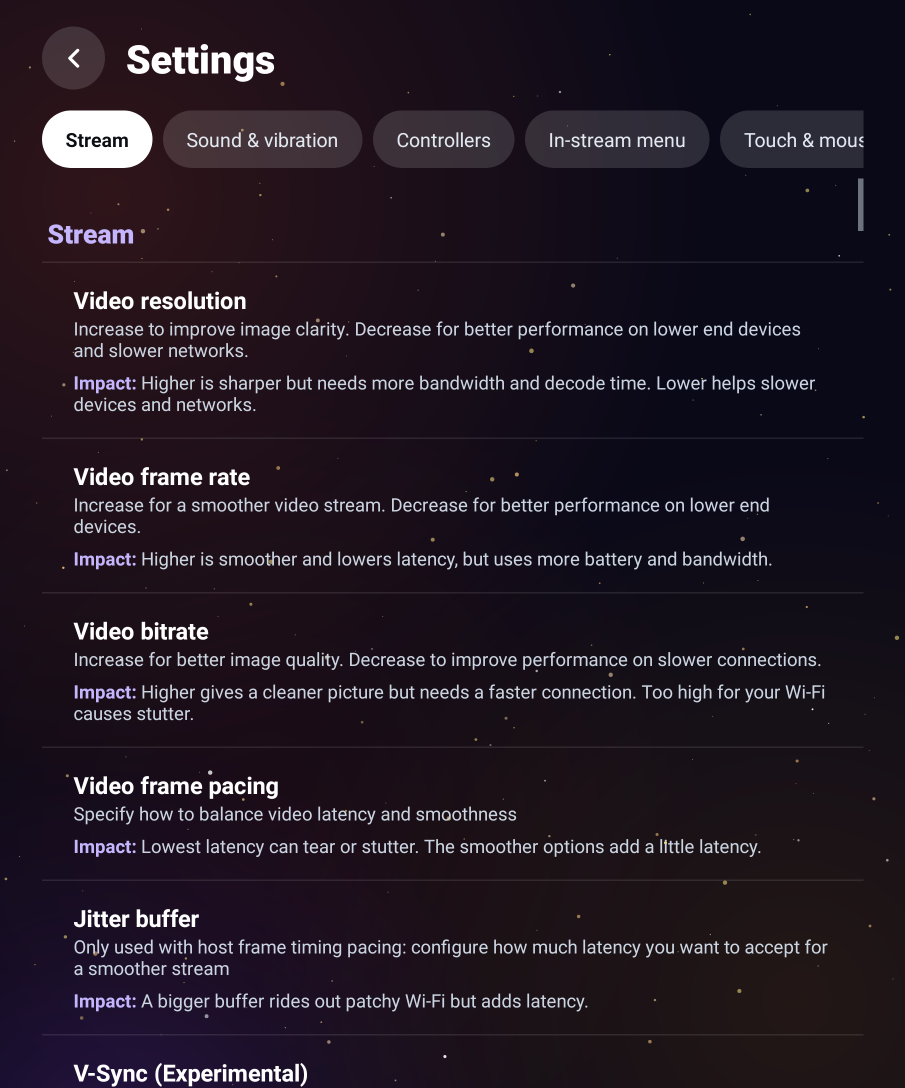 Settings
Stream
Sound & vibration
Controllers
In-stream menu
Touch & mous
Stream
Video resolution
Increase to improve image clarity. Decrease for better performance on lower end devices
and slower networks.
Impact: Higher is sharper but needs more bandwidth and decode time. Lower helps slower
devices and networks.
Video frame rate
Increase for a smoother video stream. Decrease for better performance on lower end
devices.
Impact: Higher is smoother and lowers latency, but uses more battery and bandwidth.
Video bitrate
Increase for better image quality. Decrease to improve performance on slower connections.
Impact: Higher gives a cleaner picture but needs a faster connection. Too high for your Wi-Fi
causes stutter.
Video frame pacing
Specify how to balance video latency and smoothness
Impact: Lowest latency can tear or stutter. The smoother options add a little latency.
Jitter buffer
Only used with host frame timing pacing: configure how much latency you want to accept for
a smoother stream
Impact: A bigger buffer rides out patchy Wi-Fi but adds latency.
V-Sync (Experimental)